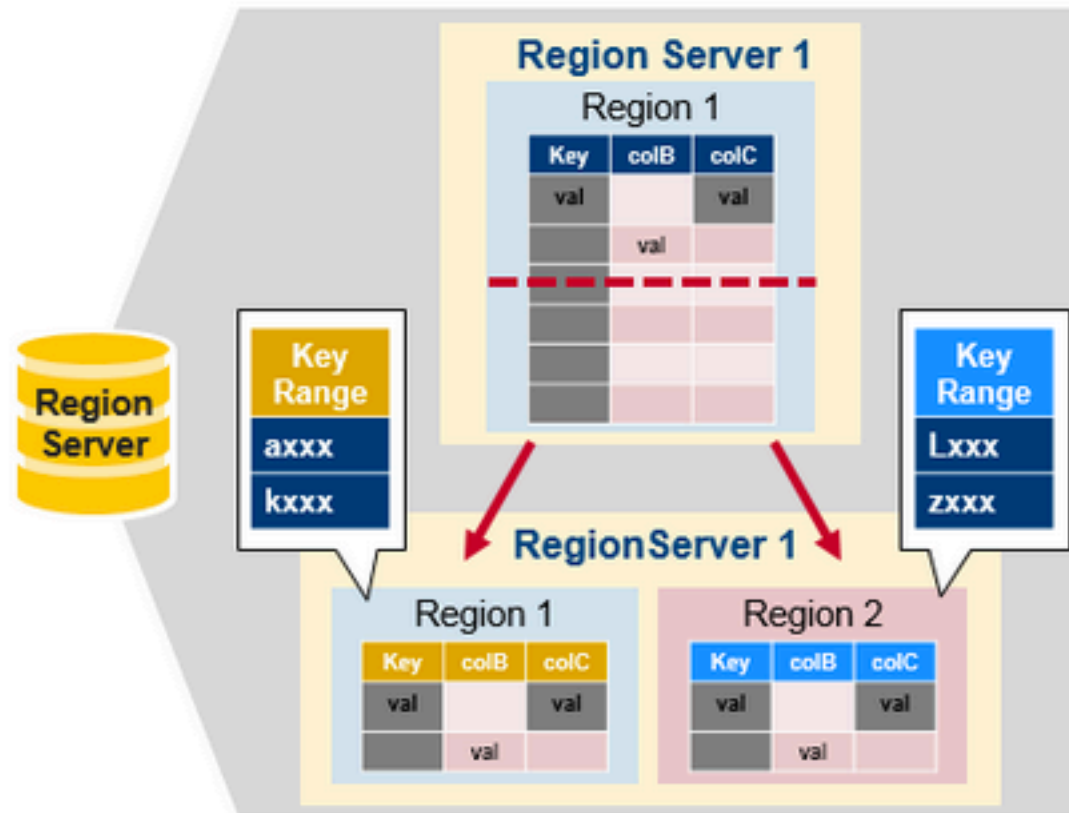 Region Server 1
Region 1
Key colB colC
val val
val
Region
Server
Key
Range
axxx
kxxx
Key
Range
Lxxx
zxxx
RegionServer 1
Region 1
Key colB colC
val val
val
Region 2
Key colB colC
val val
val